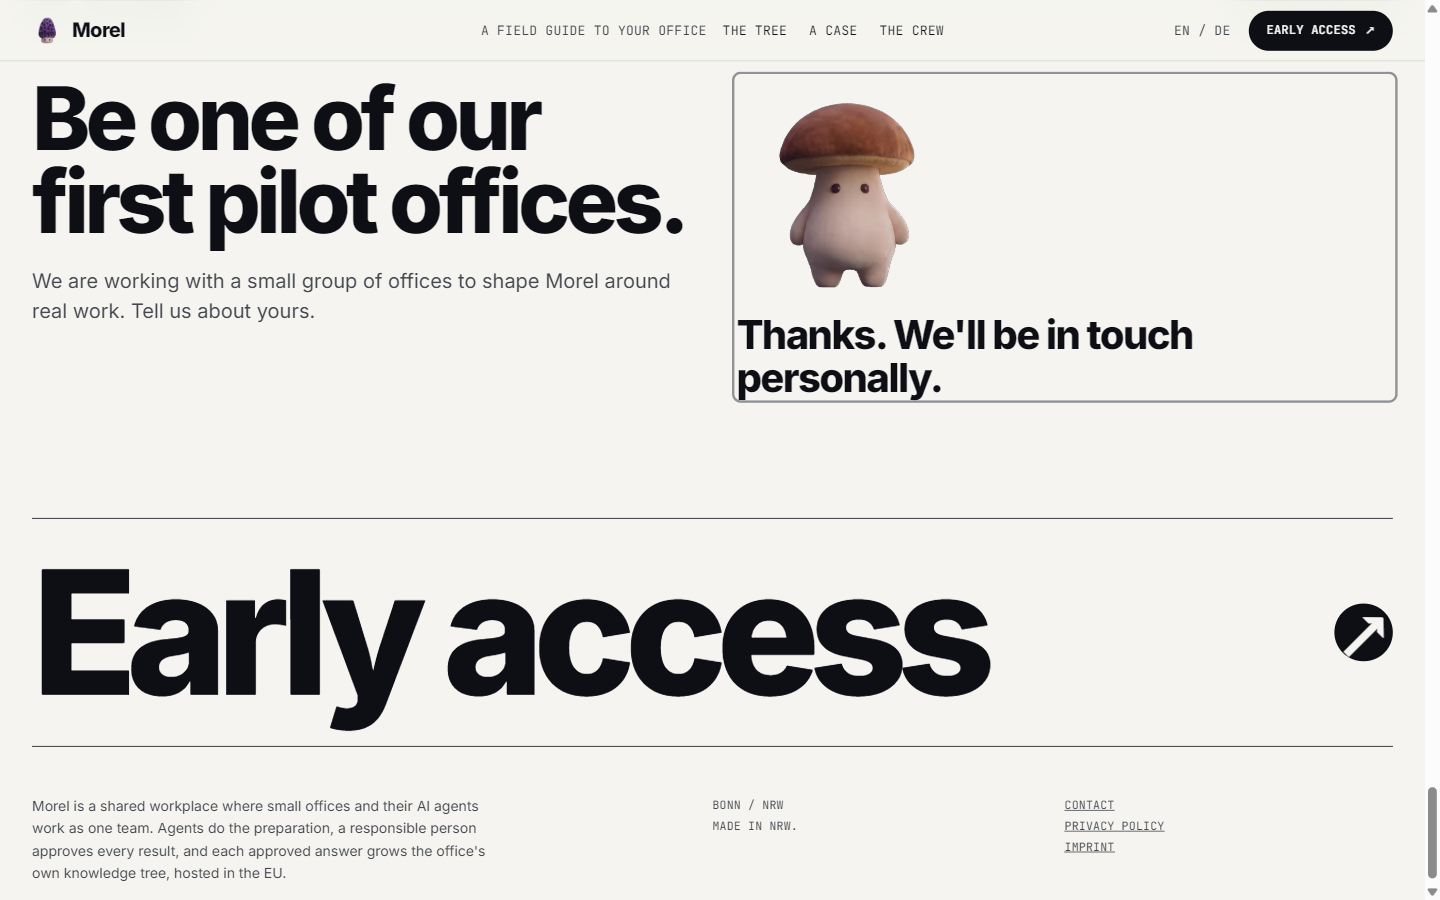 Morel
A FIELD GUIDE TO YOUR OFFICE
THE TREE
A CASE
THE CREW
EN / DE
EARLY ACCESS ↗
Be one of our
first pilot offices.
We are working with a small group of offices to shape Morel around
real work. Tell us about yours.
Thanks. We'll be in touch
personally.
Early access
Morel is a shared workplace where small offices and their AI agents
work as one team. Agents do the preparation, a responsible person
approves every result, and each approved answer grows the office's
own knowledge tree, hosted in the EU.
BONN / NRW
MADE IN NRW.
CONTACT
PRIVACY POLICY
IMPRINT